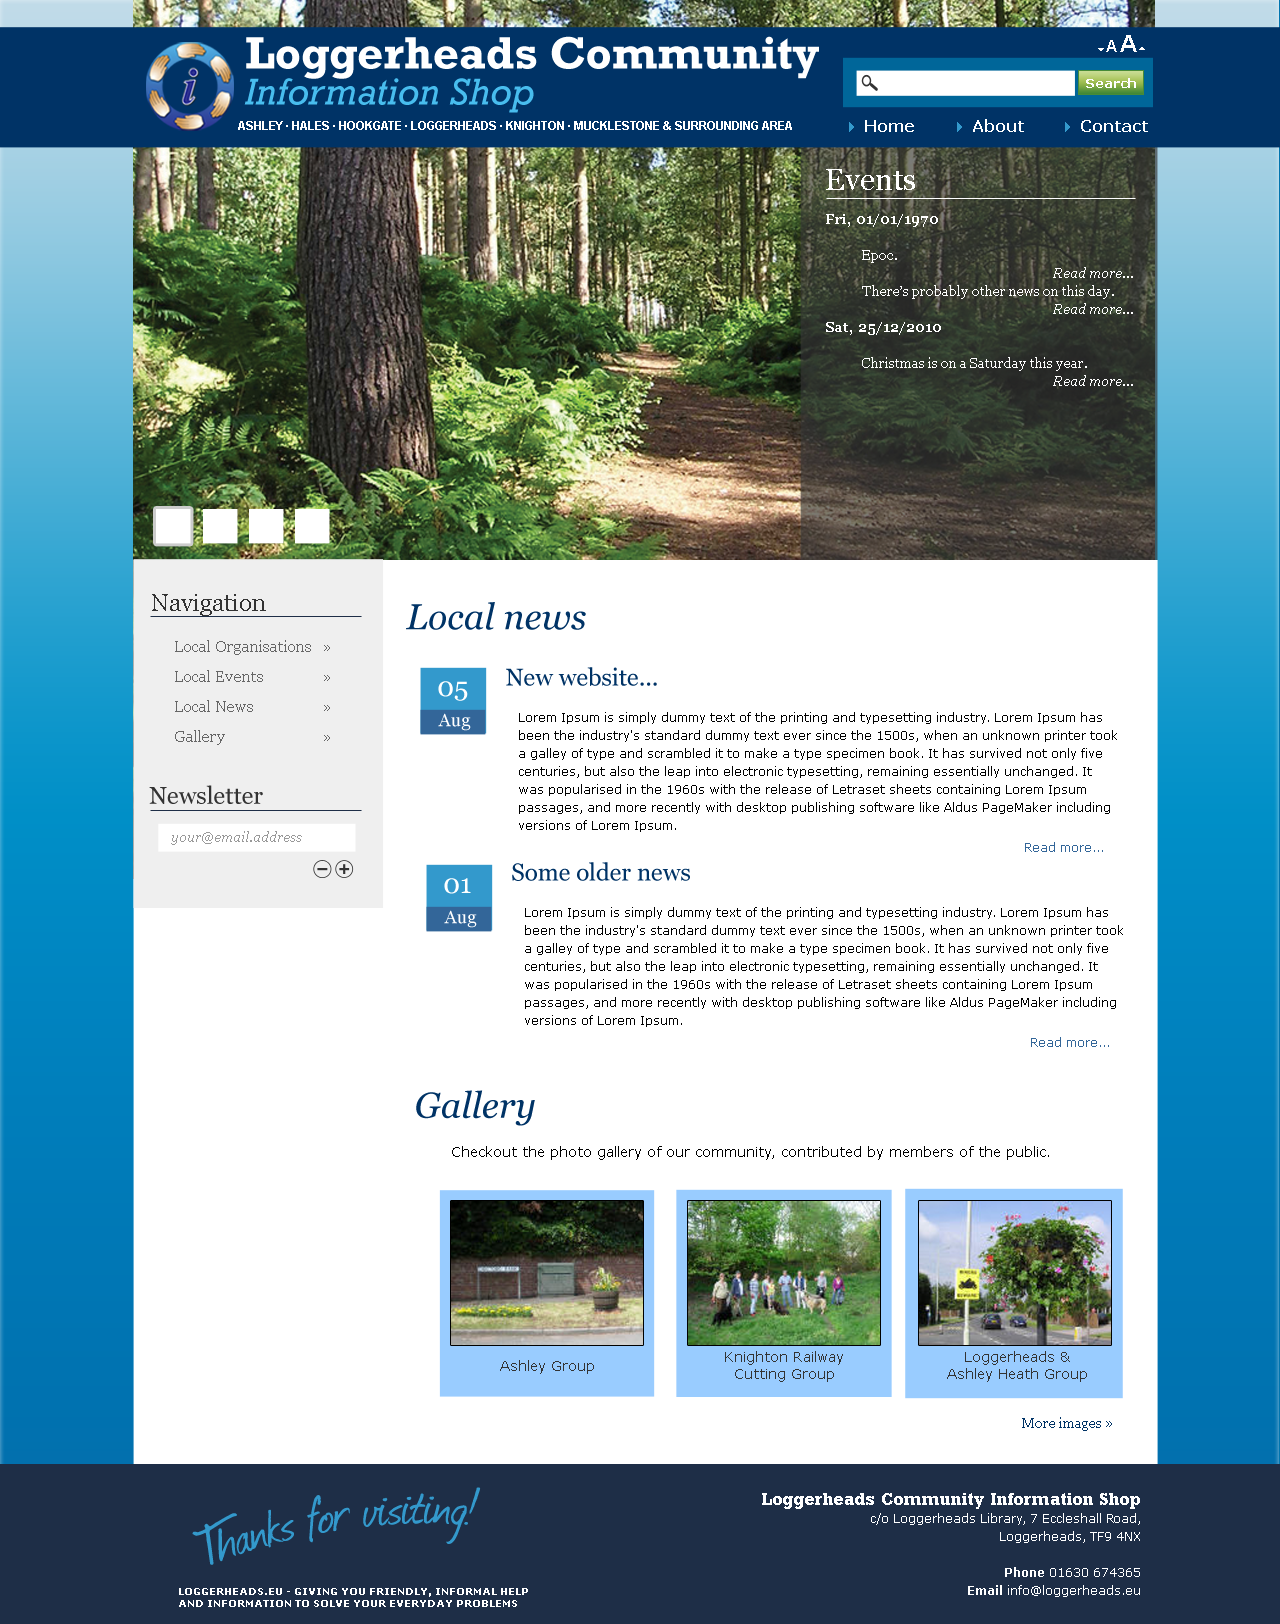 Loggerheads Community
Information Shop
ASHLEY · HALES · HOOKGATE · LOGGERHEADS · KNIGHTON · MUCKLESTONE & SURROUNDING AREA
A A
Search
Home
About
Contact
Events
Fri, 01/01/1970
Epoc.
Read more...
There's probably other news on this day.
Read more...
Sat, 25/12/2010
Christmas is on a Saturday this year.
Read more...
Navigation
Local Organisations »
Local Events »
Local News »
Gallery »
Newsletter
your@email.address
Local news
05
Aug
New website...
Lorem Ipsum is simply dummy text of the printing and typesetting industry. Lorem Ipsum has
been the industry's standard dummy text ever since the 1500s, when an unknown printer took
a galley of type and scrambled it to make a type specimen book. It has survived not only five
centuries, but also the leap into electronic typesetting, remaining essentially unchanged. It
was popularised in the 1960s with the release of Letraset sheets containing Lorem Ipsum
passages, and more recently with desktop publishing software like Aldus PageMaker including
versions of Lorem Ipsum.
Read more...
01
Aug
Some older news
Lorem Ipsum is simply dummy text of the printing and typesetting industry. Lorem Ipsum has
been the industry's standard dummy text ever since the 1500s, when an unknown printer took
a galley of type and scrambled it to make a type specimen book. It has survived not only five
centuries, but also the leap into electronic typesetting, remaining essentially unchanged. It
was popularised in the 1960s with the release of Letraset sheets containing Lorem Ipsum
passages, and more recently with desktop publishing software like Aldus PageMaker including
versions of Lorem Ipsum.
Read more...
Gallery
Checkout the photo gallery of our community, contributed by members of the public.
Ashley Group
Knighton Railway
Cutting Group
Loggerheads &
Ashley Heath Group
More images »
Thanks for visiting!
LOGGERHEADS.EU - GIVING YOU FRIENDLY, INFORMAL HELP
AND INFORMATION TO SOLVE YOUR EVERYDAY PROBLEMS
Loggerheads Community Information Shop
c/o Loggerheads Library, 7 Eccleshall Road,
Loggerheads, TF9 4NX
Phone 01630 674365
Email info@loggerheads.eu